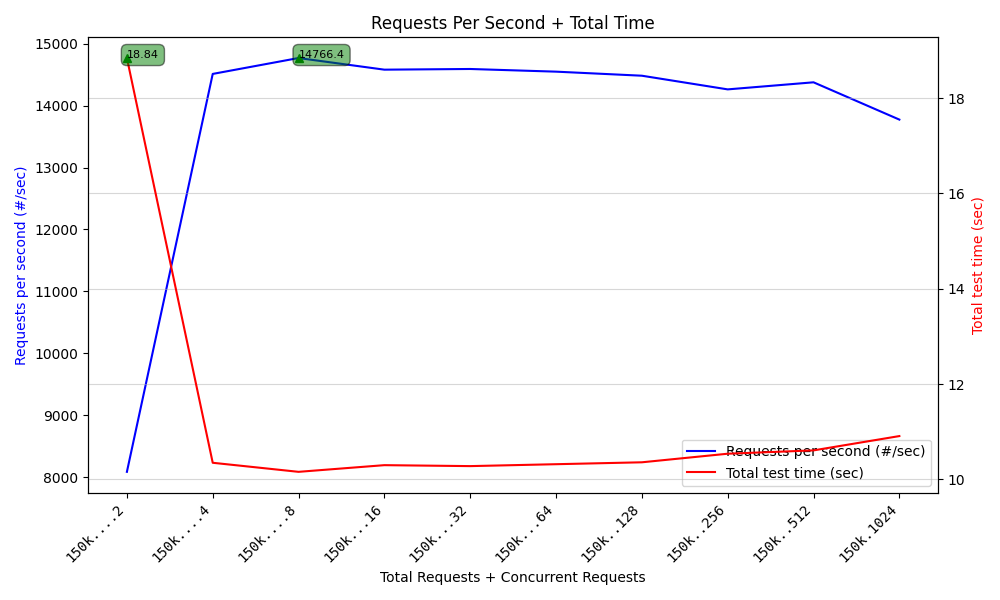 Requests Per Second + Total Time
18.84
14766.4
15000
14000
13000
12000
11000
10000
9000
8000
Requests per second (#/sec)
18
16
14
12
10
Total test time (sec)
Requests per second (#/sec)
Total test time (sec)
150k....2
150k....4
150k....8
150k...16
150k...32
150k...64
150k..128
150k..256
150k..512
150k.1024
Total Requests + Concurrent Requests